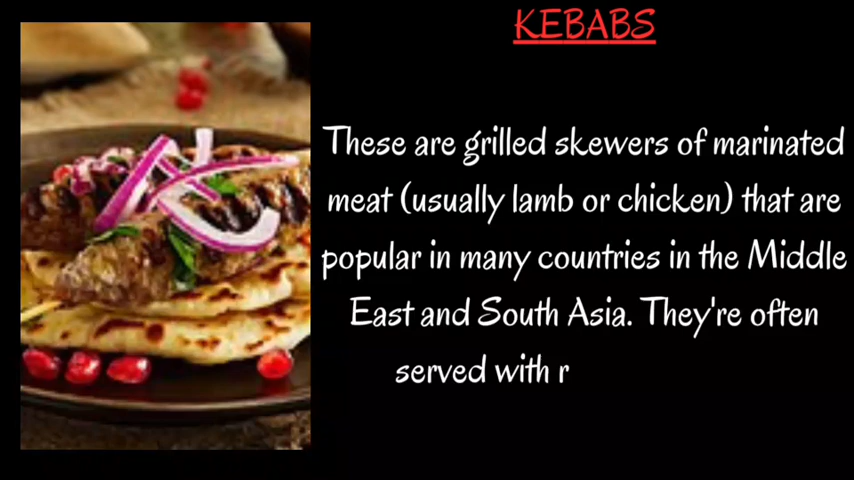 KEBABS
These are grilled skewers of marinated
meat (usually lamb or chicken) that are
popular in many countries in the Middle
East and South Asia. They're often
served with r